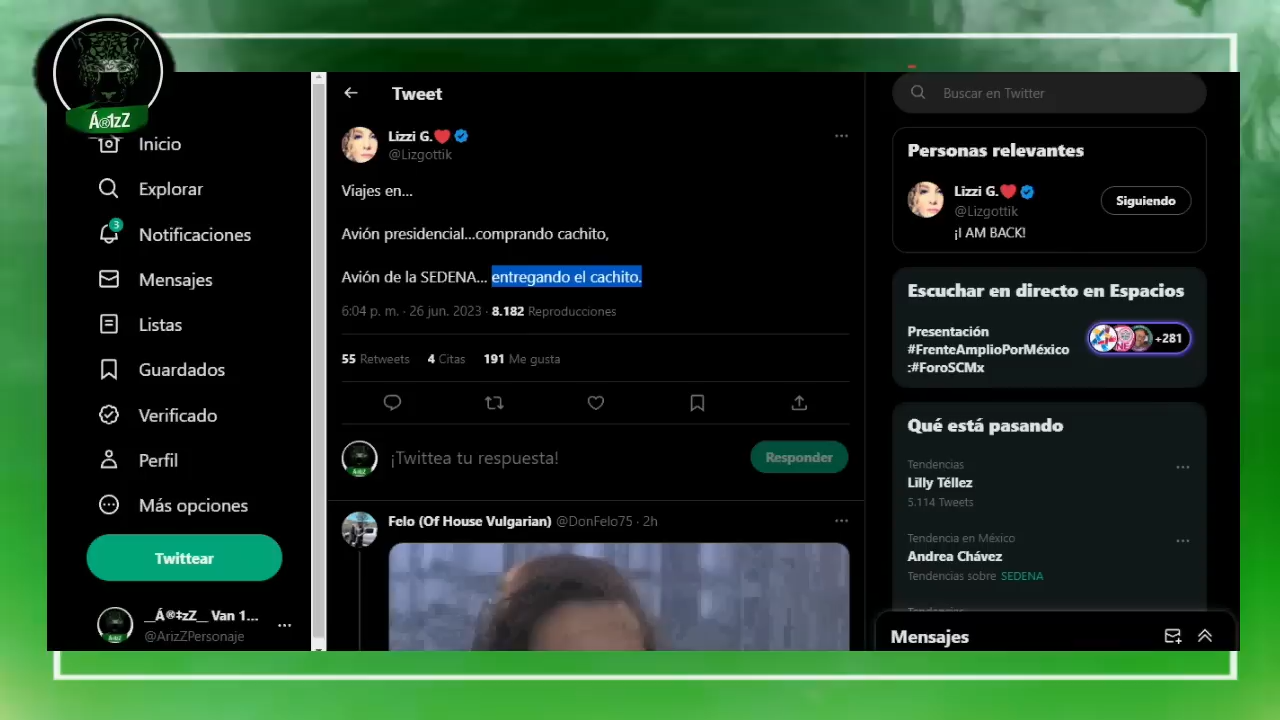 Á®1zZ
Inicio
Explorar
3
Notificaciones
Mensajes
Listas
Guardados
Verificado
Perfil
Más opciones
Twittear
__Á®‡zZ__ Van 1...
@ArizZPersonaje
Tweet
Lizzi G.❤️
@Lizgottik
Viajes en...
Avión presidencial...comprando cachito,
Avión de la SEDENA... entregando el cachito.
6:04 p. m. · 26 jun. 2023 · 8.182 Reproducciones
55 Retweets 4 Citas 191 Me gusta
¡Twittea tu respuesta!
Responder
Felo (Of House Vulgarian) @DonFelo75 · 2h
Buscar en Twitter
Personas relevantes
Lizzi G.❤️
@Lizgottik
Siguiendo
¡I AM BACK!
Escuchar en directo en Espacios
Presentación
#FrenteAmplioPorMéxico
:#ForoSCMx
+281
Qué está pasando
Tendencias
Lilly Téllez
5.114 Tweets
Tendencia en México
Andrea Chávez
Tendencias sobre SEDENA
Mensajes